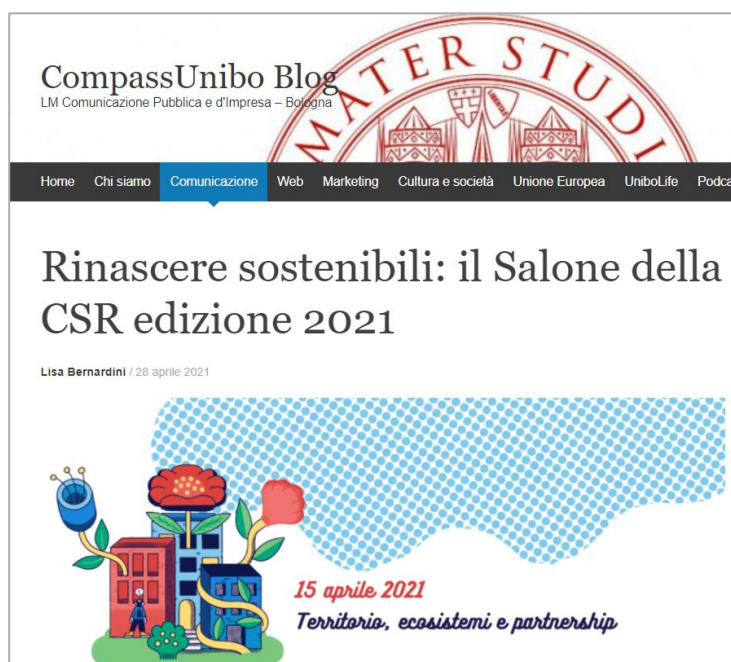 CompassUnibo Blog
LM Comunicazione Pubblica e d'Impresa – Bologna
MATER STUDI
LIBERTAS
Home Chi siamo Comunicazione Web Marketing Cultura e società Unione Europea UniboLife Podca
Rinascere sostenibili: il Salone della
CSR edizione 2021
Lisa Bernardini / 28 aprile 2021
15 aprile 2021
Territorio, ecosistemi e partnership